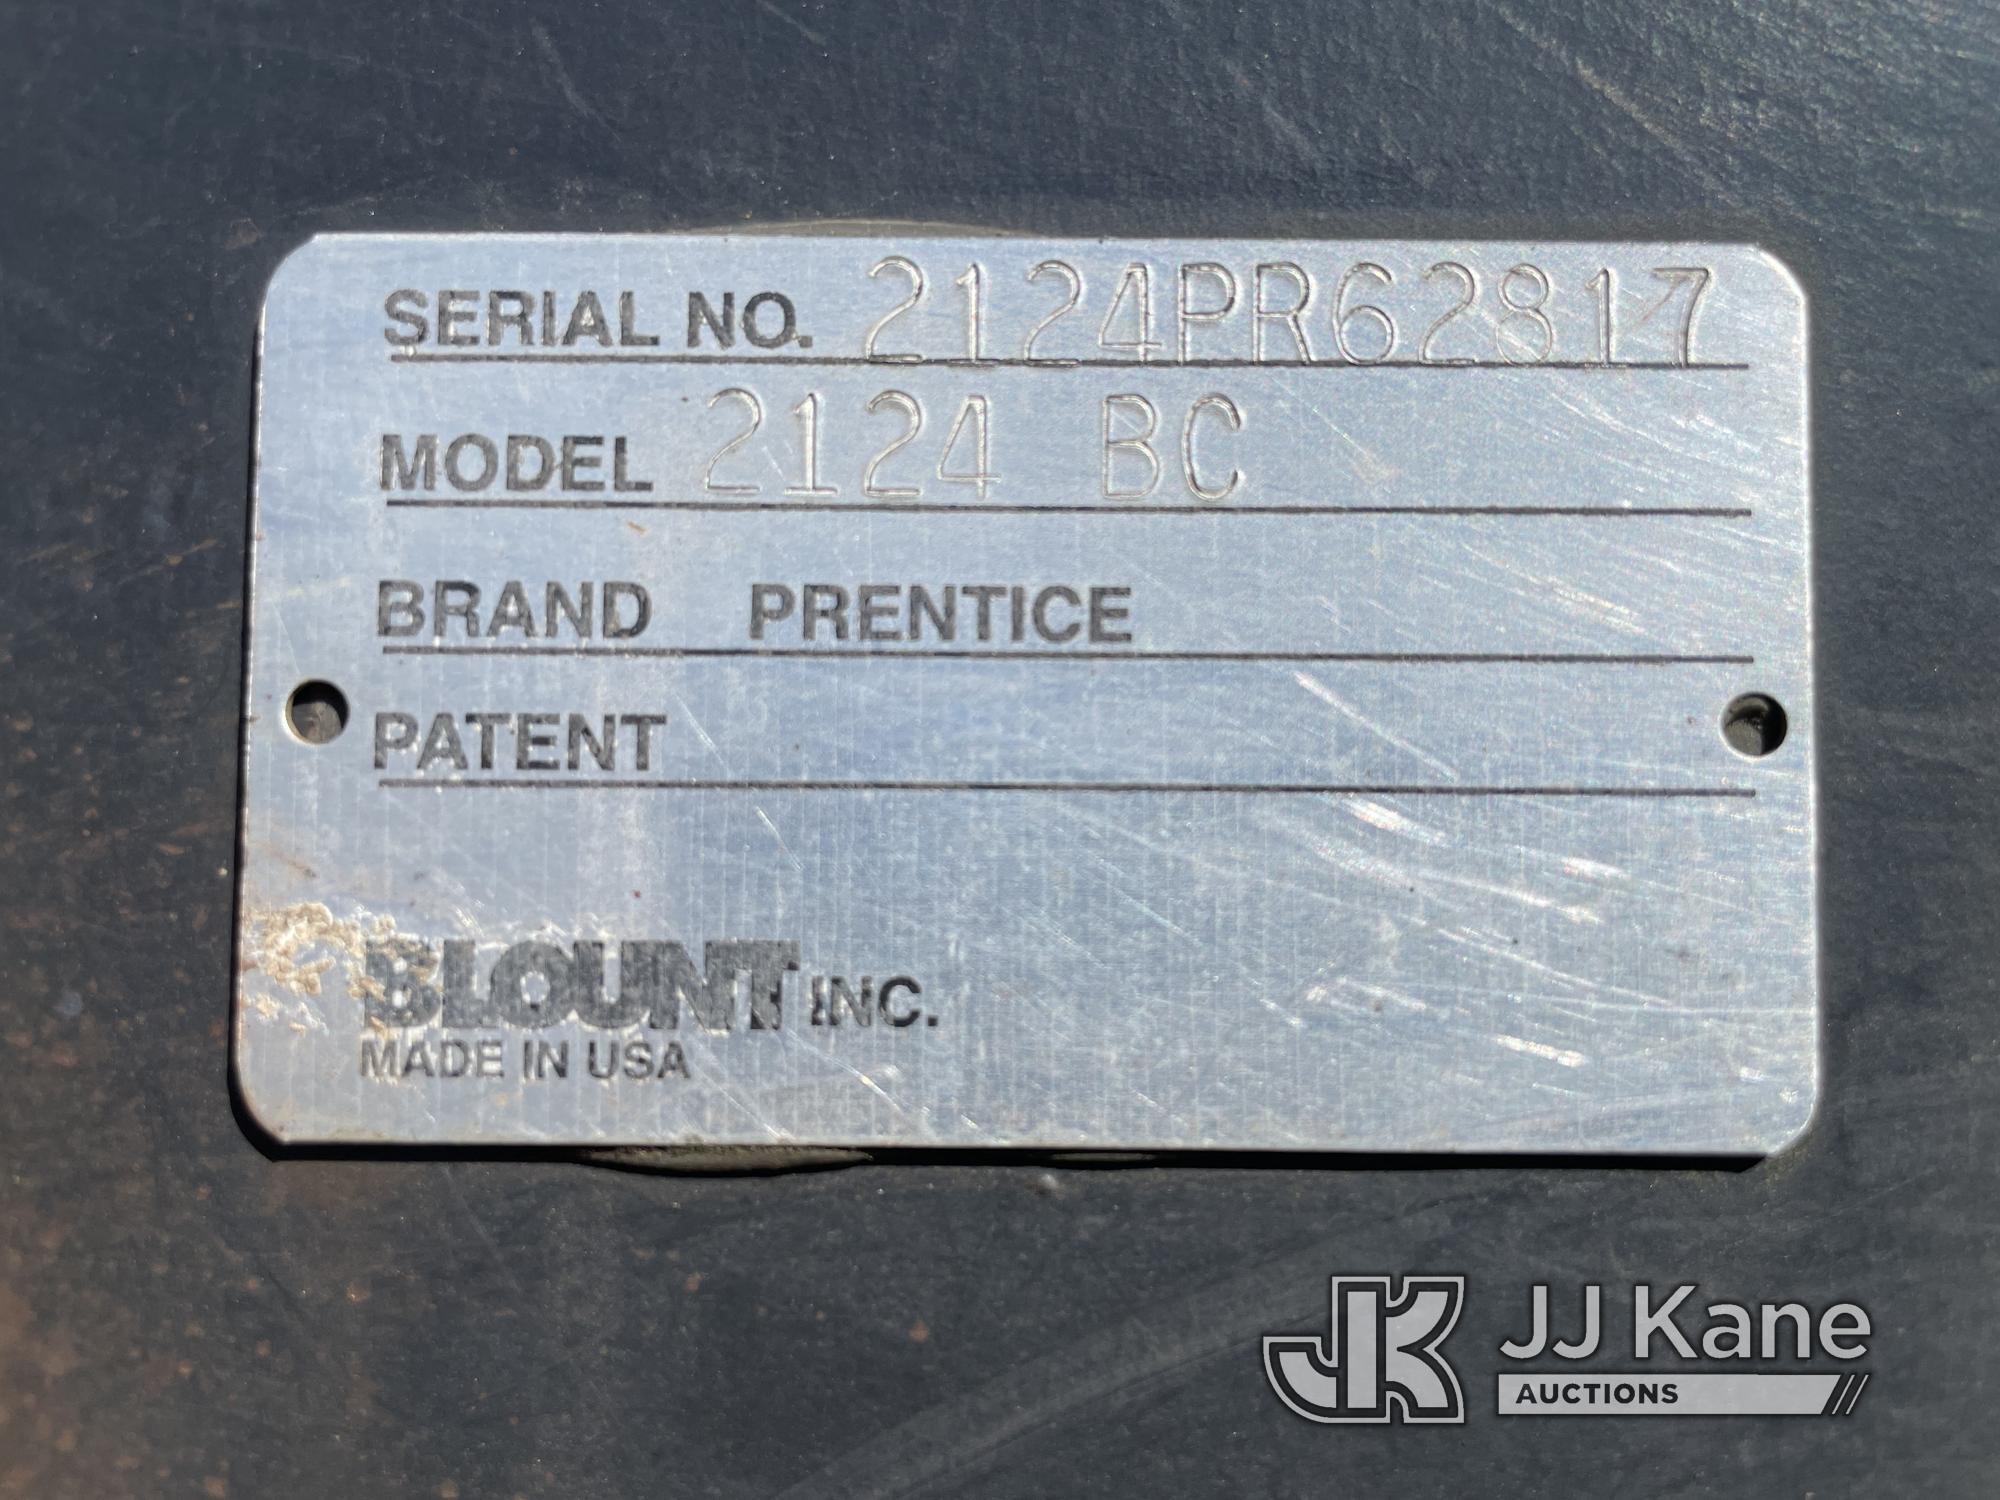 SERIAL NO. 2124PR62817
MODEL 2124 BC
BRAND PRENTICE
PATENT
BLOUNT INC.
MADE IN USA
JK JJ Kane
AUCTIONS